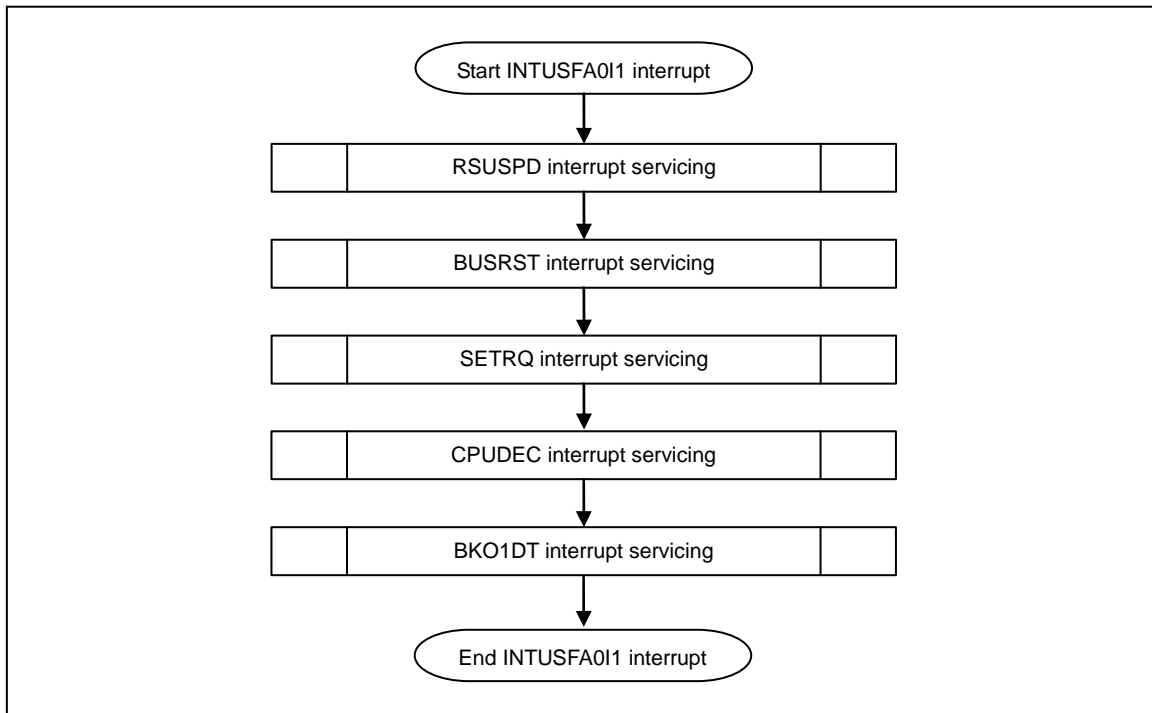 Start INTUSFA0I1 interrupt
RSUSPD interrupt servicing
BUSRST interrupt servicing
SETRQ interrupt servicing
CPUDEC interrupt servicing
BKO1DT interrupt servicing
End INTUSFA0I1 interrupt